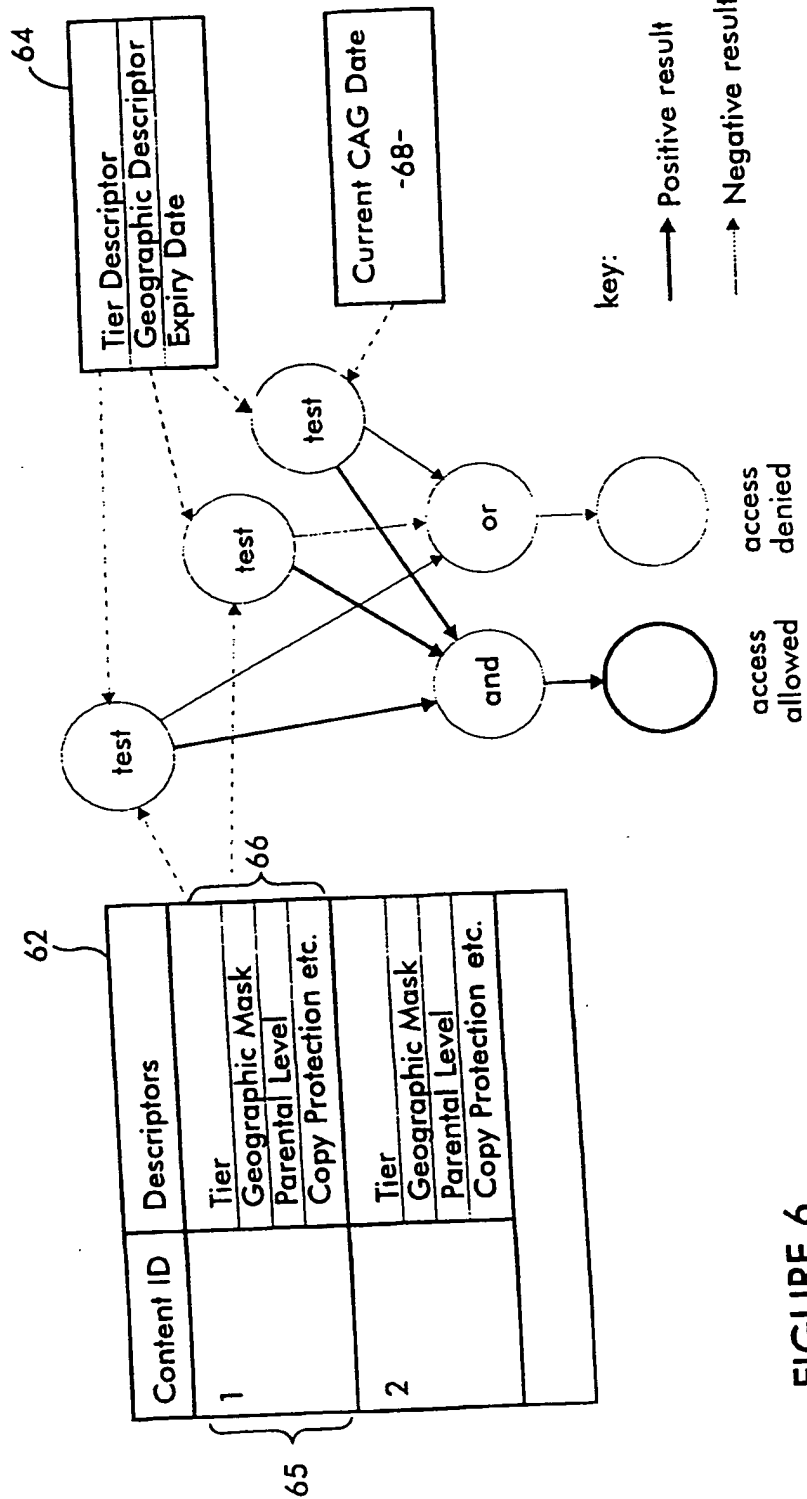 62
Content ID
Descriptors
65
1
Tier
Geographic Mask
Parental Level
Copy Protection etc.
66
2
Tier
Geographic Mask
Parental Level
Copy Protection etc.
64
Tier Descriptor
Geographic Descriptor
Expiry Date
Current CAG Date
-68-
test
test
test
and
or
access
allowed
access
denied
key:
Positive result
Negative result
FIGURE 6